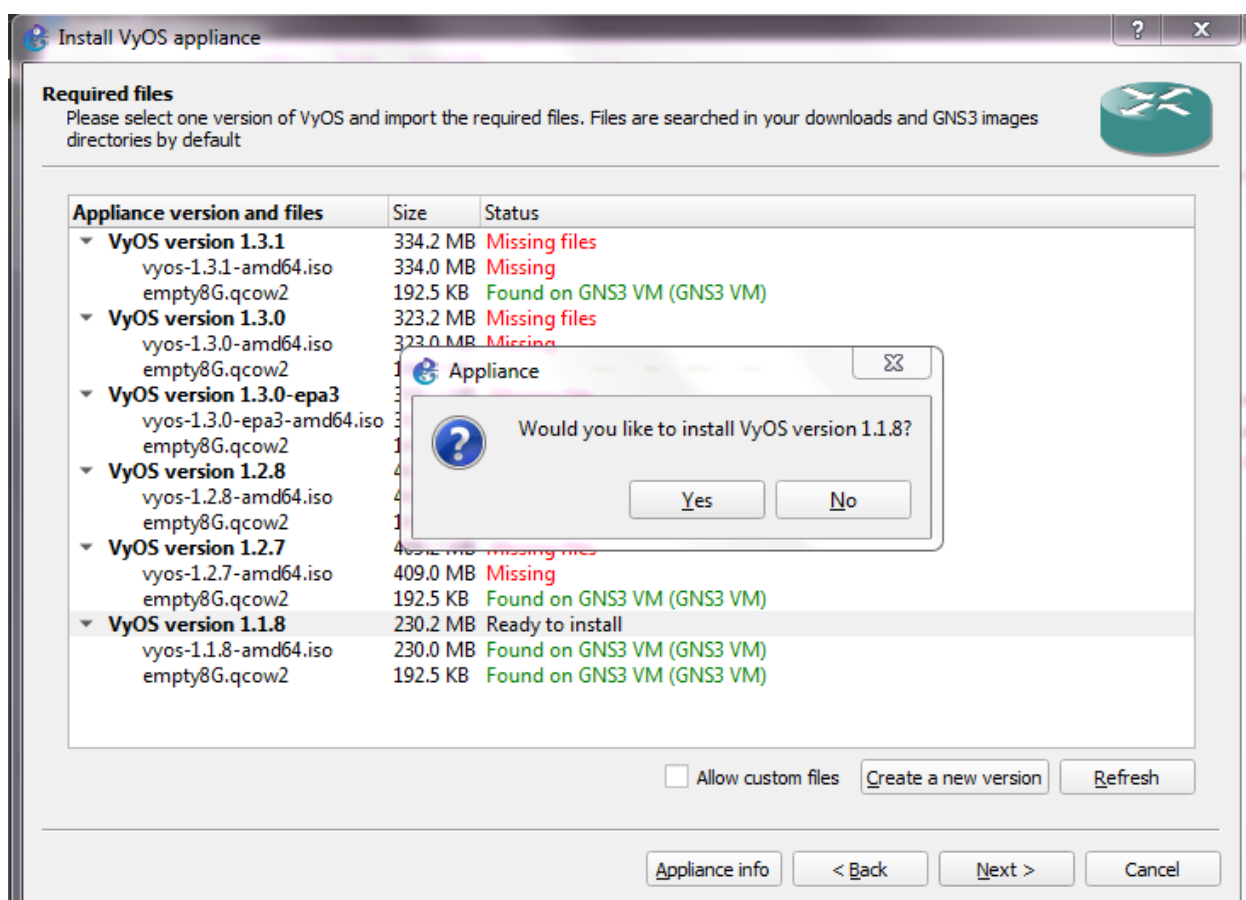 Install VyOS appliance
?
X
Required files
Please select one version of VyOS and import the required files. Files are searched in your downloads and GNS3 images
directories by default
Appliance version and files Size Status
VyOS version 1.3.1 334.2 MB Missing files
vyos-1.3.1-amd64.iso 334.0 MB Missing
empty8G.qcow2 192.5 KB Found on GNS3 VM (GNS3 VM)
VyOS version 1.3.0 323.2 MB Missing files
vyos-1.3.0-amd64.iso 323.0 MB Missing
empty8G.qcow2
VyOS version 1.3.0-epa3
vyos-1.3.0-epa3-amd64.iso
empty8G.qcow2
VyOS version 1.2.8
vyos-1.2.8-amd64.iso
empty8G.qcow2
VyOS version 1.2.7 Missing files
vyos-1.2.7-amd64.iso 409.0 MB Missing
empty8G.qcow2 192.5 KB Found on GNS3 VM (GNS3 VM)
VyOS version 1.1.8 230.2 MB Ready to install
vyos-1.1.8-amd64.iso 230.0 MB Found on GNS3 VM (GNS3 VM)
empty8G.qcow2 192.5 KB Found on GNS3 VM (GNS3 VM)
Appliance
Would you like to install VyOS version 1.1.8?
Yes No
Allow custom files Create a new version Refresh
Appliance info < Back Next > Cancel